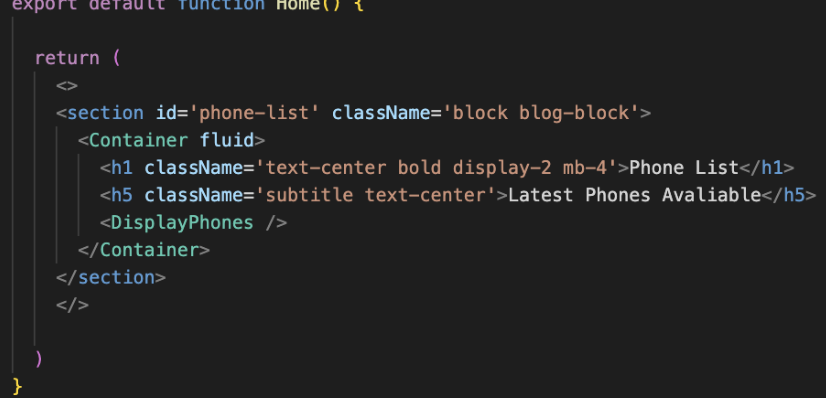 export default function Home() {
return (
<>
<section id='phone-list' className='block blog-block'>
<Container fluid>
<h1 className='text-center bold display-2 mb-4'>Phone List</h1>
<h5 className='subtitle text-center'>Latest Phones Avaliable</h5>
<DisplayPhones />
</Container>
</section>
</>
)
}